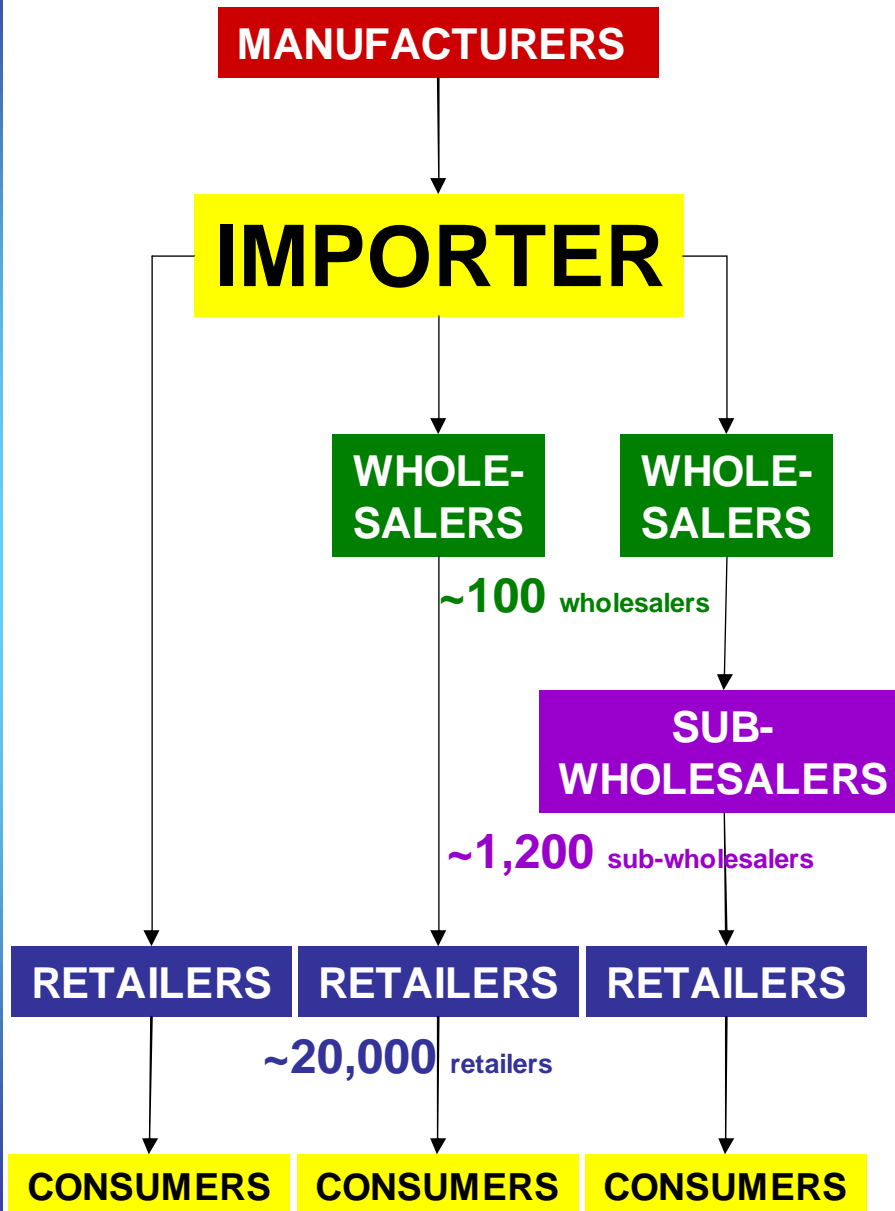 MANUFACTURERS
IMPORTER
WHOLE-
SALERS
WHOLE-
SALERS
~100 wholesalers
SUB-
WHOLESALERS
~1,200 sub-wholesalers
RETAILERS
RETAILERS
RETAILERS
~20,000 retailers
CONSUMERS
CONSUMERS
CONSUMERS